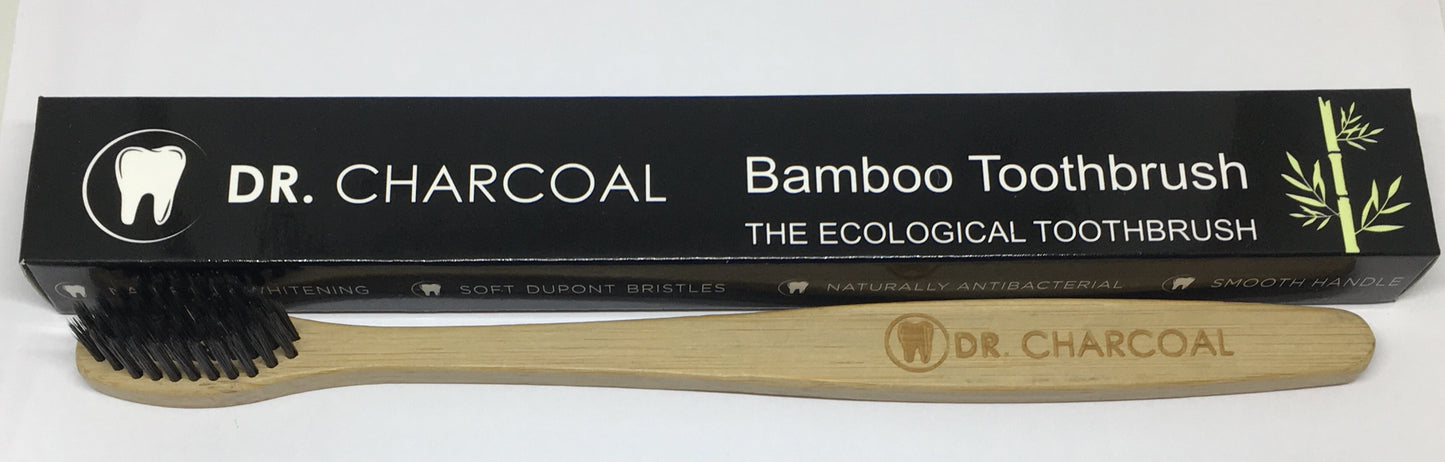 DR. CHARCOAL
Bamboo Toothbrush
THE ECOLOGICAL TOOTHBRUSH
WHITENING
SOFT DUPONT BRISTLES
NATURALLY ANTIBACTERIAL
SMOOTH HANDLE
DR. CHARCOAL